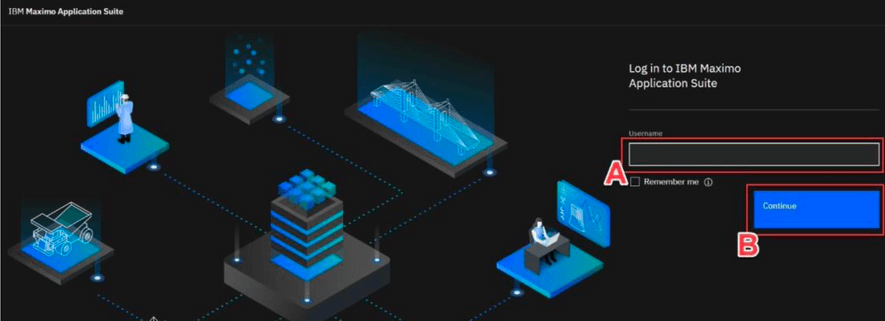 IBM Maximo Application Suite
Log in to IBM Maximo
Application Suite
Username
A
Remember me
Continue
B